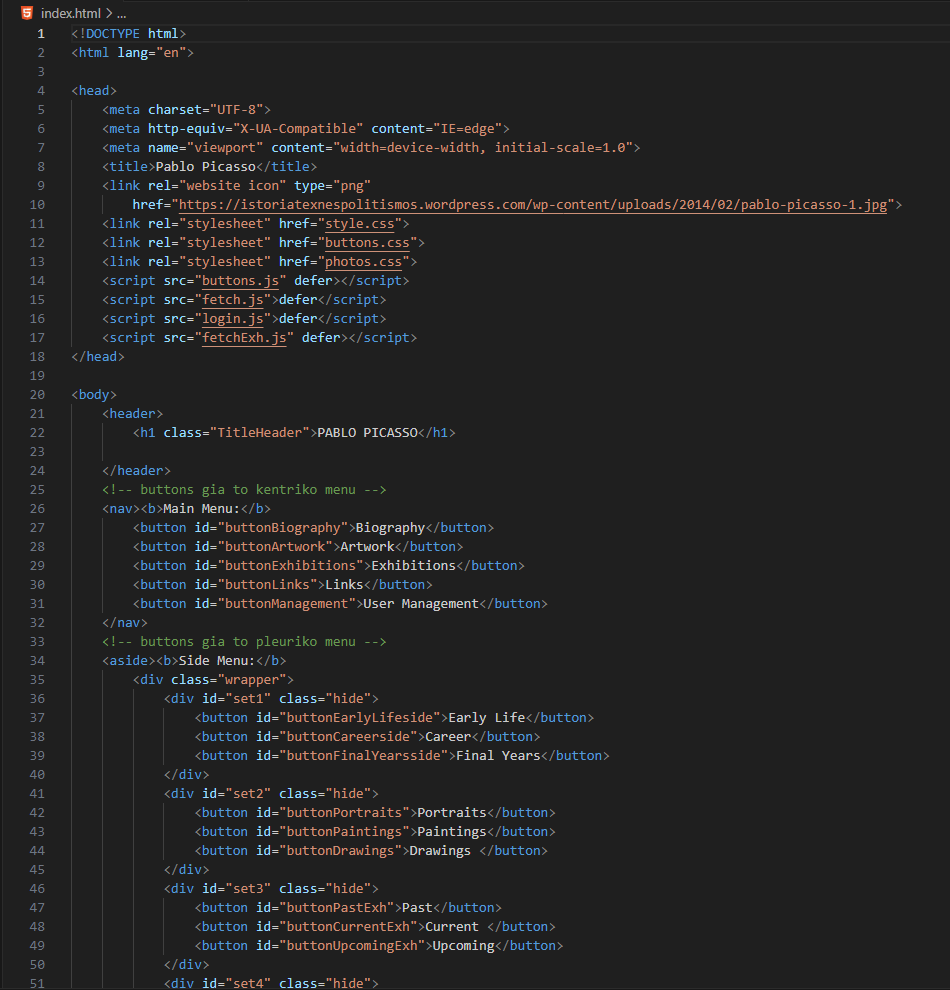 index.html > ...
1 <!DOCTYPE html>
2 <html lang="en">
3
4 <head>
5     <meta charset="UTF-8">
6     <meta http-equiv="X-UA-Compatible" content="IE=edge">
7     <meta name="viewport" content="width=device-width, initial-scale=1.0">
8     <title>Pablo Picasso</title>
9     <link rel="website icon" type="png"
10         href="https://istoriatexnespolitismos.wordpress.com/wp-content/uploads/2014/02/pablo-picasso-1.jpg">
11     <link rel="stylesheet" href="style.css">
12     <link rel="stylesheet" href="buttons.css">
13     <link rel="stylesheet" href="photos.css">
14     <script src="buttons.js" defer></script>
15     <script src="fetch.js">defer</script>
16     <script src="login.js">defer</script>
17     <script src="fetchExh.js" defer></script>
18 </head>
19
20 <body>
21     <header>
22         <h1 class="TitleHeader">PABLO PICASSO</h1>
23
24     </header>
25     <!-- buttons gia to kentriko menu -->
26     <nav><b>Main Menu:</b>
27         <button id="buttonBiography">Biography</button>
28         <button id="buttonArtwork">Artwork</button>
29         <button id="buttonExhibitions">Exhibitions</button>
30         <button id="buttonLinks">Links</button>
31         <button id="buttonManagement">User Management</button>
32     </nav>
33     <!-- buttons gia to pleuriko menu -->
34     <aside><b>Side Menu:</b>
35         <div class="wrapper">
36             <div id="set1" class="hide">
37                 <button id="buttonEarlyLifeside">Early Life</button>
38                 <button id="buttonCareerside">Career</button>
39                 <button id="buttonFinalYearsside">Final Years</button>
40             </div>
41             <div id="set2" class="hide">
42                 <button id="buttonPortraits">Portraits</button>
43                 <button id="buttonPaintings">Paintings</button>
44                 <button id="buttonDrawings">Drawings </button>
45             </div>
46             <div id="set3" class="hide">
47                 <button id="buttonPastExh">Past</button>
48                 <button id="buttonCurrentExh">Current </button>
49                 <button id="buttonUpcomingExh">Upcoming</button>
50             </div>
51             <div id="set4" class="hide">